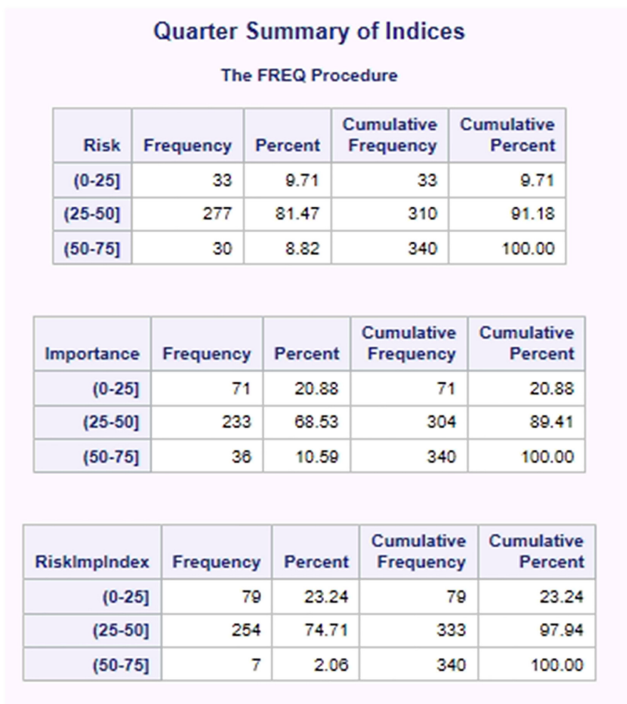 Quarter Summary of Indices
The FREQ Procedure
Risk Frequency Percent Cumulative Frequency Cumulative Percent
(0-25] 33 9.71 33 9.71
(25-50] 277 81.47 310 91.18
(50-75] 30 8.82 340 100.00
Importance Frequency Percent Cumulative Frequency Cumulative Percent
(0-25] 71 20.88 71 20.88
(25-50] 233 68.53 304 89.41
(50-75] 36 10.59 340 100.00
RiskImpIndex Frequency Percent Cumulative Frequency Cumulative Percent
(0-25] 79 23.24 79 23.24
(25-50] 254 74.71 333 97.94
(50-75] 7 2.06 340 100.00